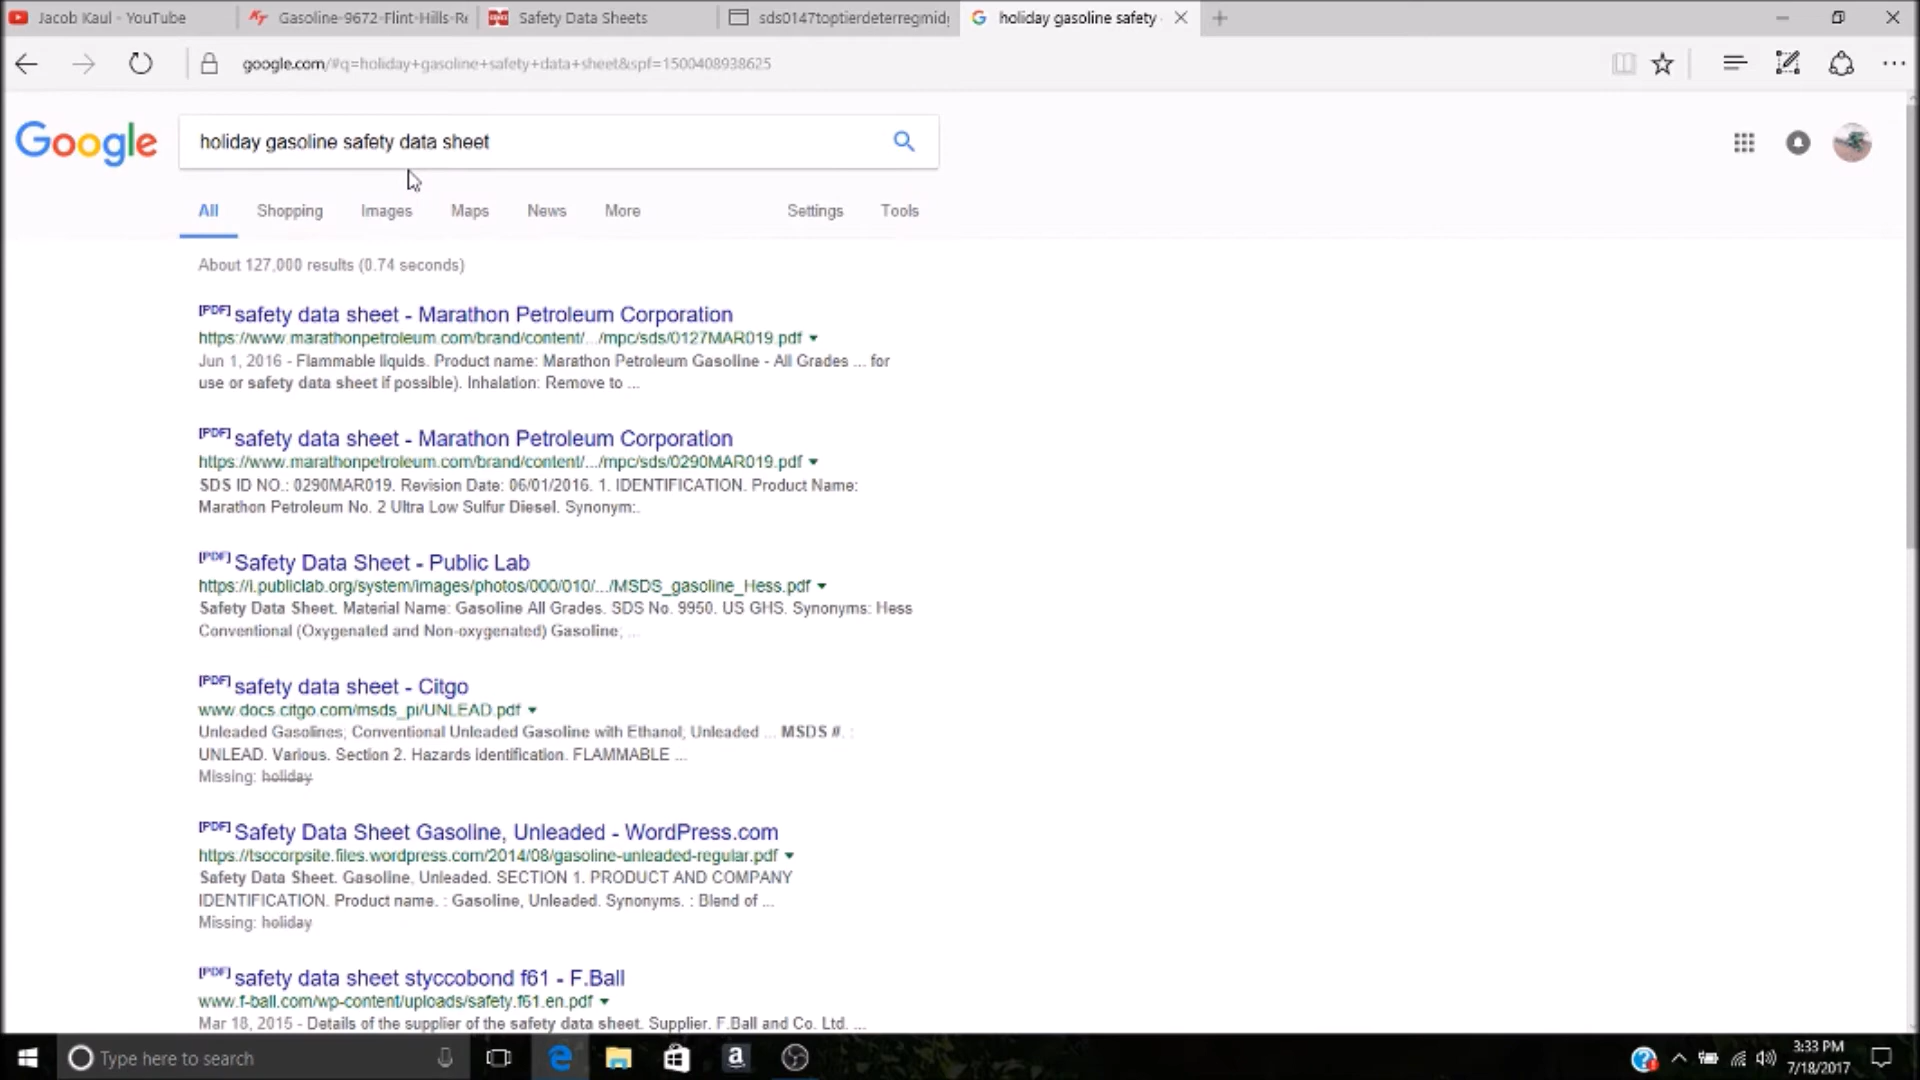 Jacob Kaul - YouTube
Gasoline-9672-Flint-Hills-Re
Safety Data Sheets
sds0147toptierdeterregmidg
holiday gasoline safety
google.com/#q=holiday+gasoline+safety+data+sheet&spf=1500408938625
Google
holiday gasoline safety data sheet
All Shopping Images Maps News More Settings Tools
About 127,000 results (0.74 seconds)
[PDF] safety data sheet - Marathon Petroleum Corporation
https://www.marathonpetroleum.com/brand/content/.../mpc/sds/0127MAR019.pdf
Jun 1, 2016 - Flammable liquids. Product name: Marathon Petroleum Gasoline - All Grades ... for
use or safety data sheet if possible). Inhalation: Remove to ...
[PDF] safety data sheet - Marathon Petroleum Corporation
https://www.marathonpetroleum.com/brand/content/.../mpc/sds/0290MAR019.pdf
SDS ID NO.: 0290MAR019. Revision Date: 06/01/2016. 1. IDENTIFICATION. Product Name:
Marathon Petroleum No. 2 Ultra Low Sulfur Diesel. Synonym:.
[PDF] Safety Data Sheet - Public Lab
https://i.publiclab.org/system/images/photos/000/010/.../MSDS_gasoline_Hess.pdf
Safety Data Sheet. Material Name: Gasoline All Grades. SDS No. 9950. US GHS. Synonyms: Hess
Conventional (Oxygenated and Non-oxygenated) Gasoline; ...
[PDF] safety data sheet - Citgo
www.docs.citgo.com/msds_pi/UNLEAD.pdf
Unleaded Gasolines; Conventional Unleaded Gasoline with Ethanol, Unleaded ... MSDS #. :
UNLEAD. Various. Section 2. Hazards identification. FLAMMABLE ...
Missing: holiday
[PDF] Safety Data Sheet Gasoline, Unleaded - WordPress.com
https://tsocorpsite.files.wordpress.com/2014/08/gasoline-unleaded-regular.pdf
Safety Data Sheet. Gasoline, Unleaded. SECTION 1. PRODUCT AND COMPANY
IDENTIFICATION. Product name. : Gasoline, Unleaded. Synonyms. : Blend of ...
Missing: holiday
[PDF] safety data sheet styccobond f61 - F.Ball
www.f-ball.com/wp-content/uploads/safety.f61.en.pdf
Mar 18, 2015 - Details of the supplier of the safety data sheet. Supplier. F.Ball and Co. Ltd. ...
Type here to search
3:33 PM
7/18/2017